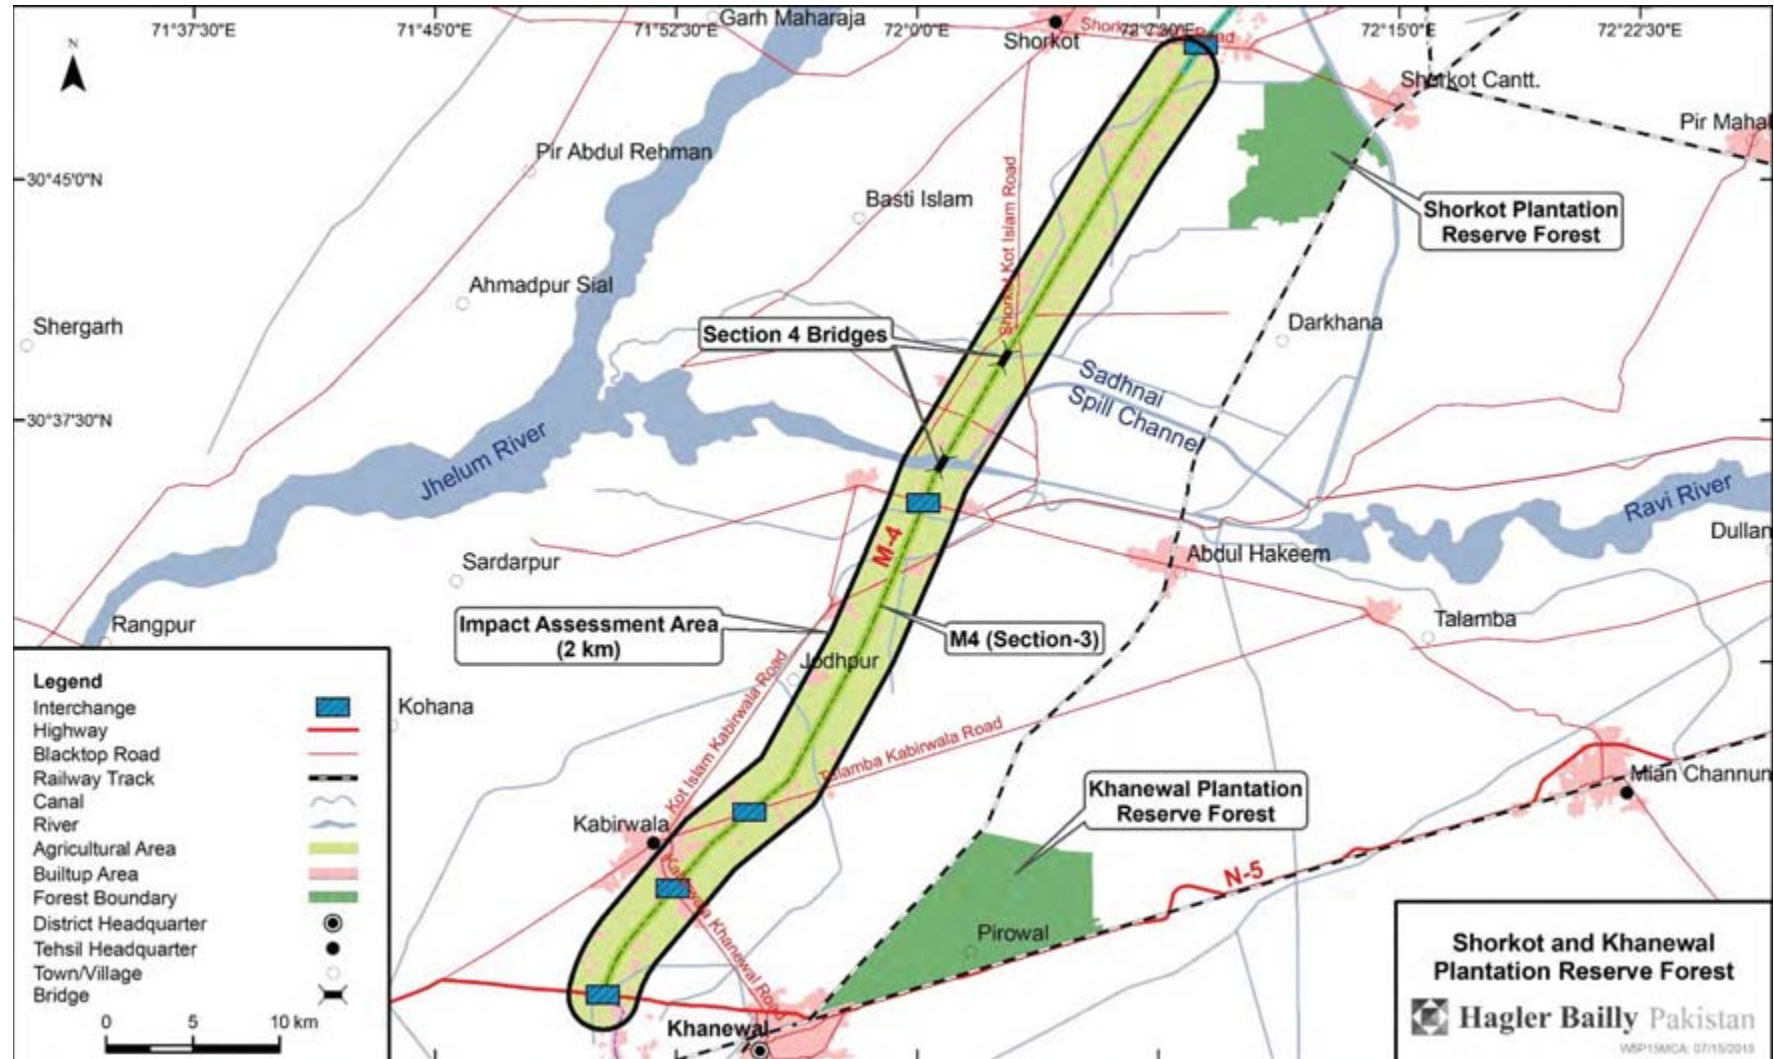 71°37'30"E
71°45'0"E
71°52'30"E
72°0'0"E
72°7'30"E
72°15'0"E
72°22'30"E
N
Garh Maharaja
Shorkot
Shorkot Cantt.
Pir Mahal
Pir Abdul Rehman
30°45'0"N
Basti Islam
Shorkot Kot Islam Road
Shorkot Plantation
Reserve Forest
Ahmadpur Sial
Shergarh
Section 4 Bridges
Darkhana
Sadhnai
Spill Channel
30°37'30"N
Jhelum River
Ravi River
Dullan
M-4
Sardarpur
Abdul Hakeem
Rangpur
Impact Assessment Area
(2 km)
M4 (Section-3)
Talamba
Jodhpur
Kot Islam Kabirwala Road
Kohana
Talamba Kabirwala Road
Mian Channun
Khanewal Plantation
Reserve Forest
Kabirwala
Kabirwala Khanewal Road
N-5
Pirowal
Khanewal
Legend
Interchange
Highway
Blacktop Road
Railway Track
Canal
River
Agricultural Area
Builtup Area
Forest Boundary
District Headquarter
Tehsil Headquarter
Town/Village
Bridge
0 5 10 km
Shorkot and Khanewal
Plantation Reserve Forest
Hagler Bailly Pakistan